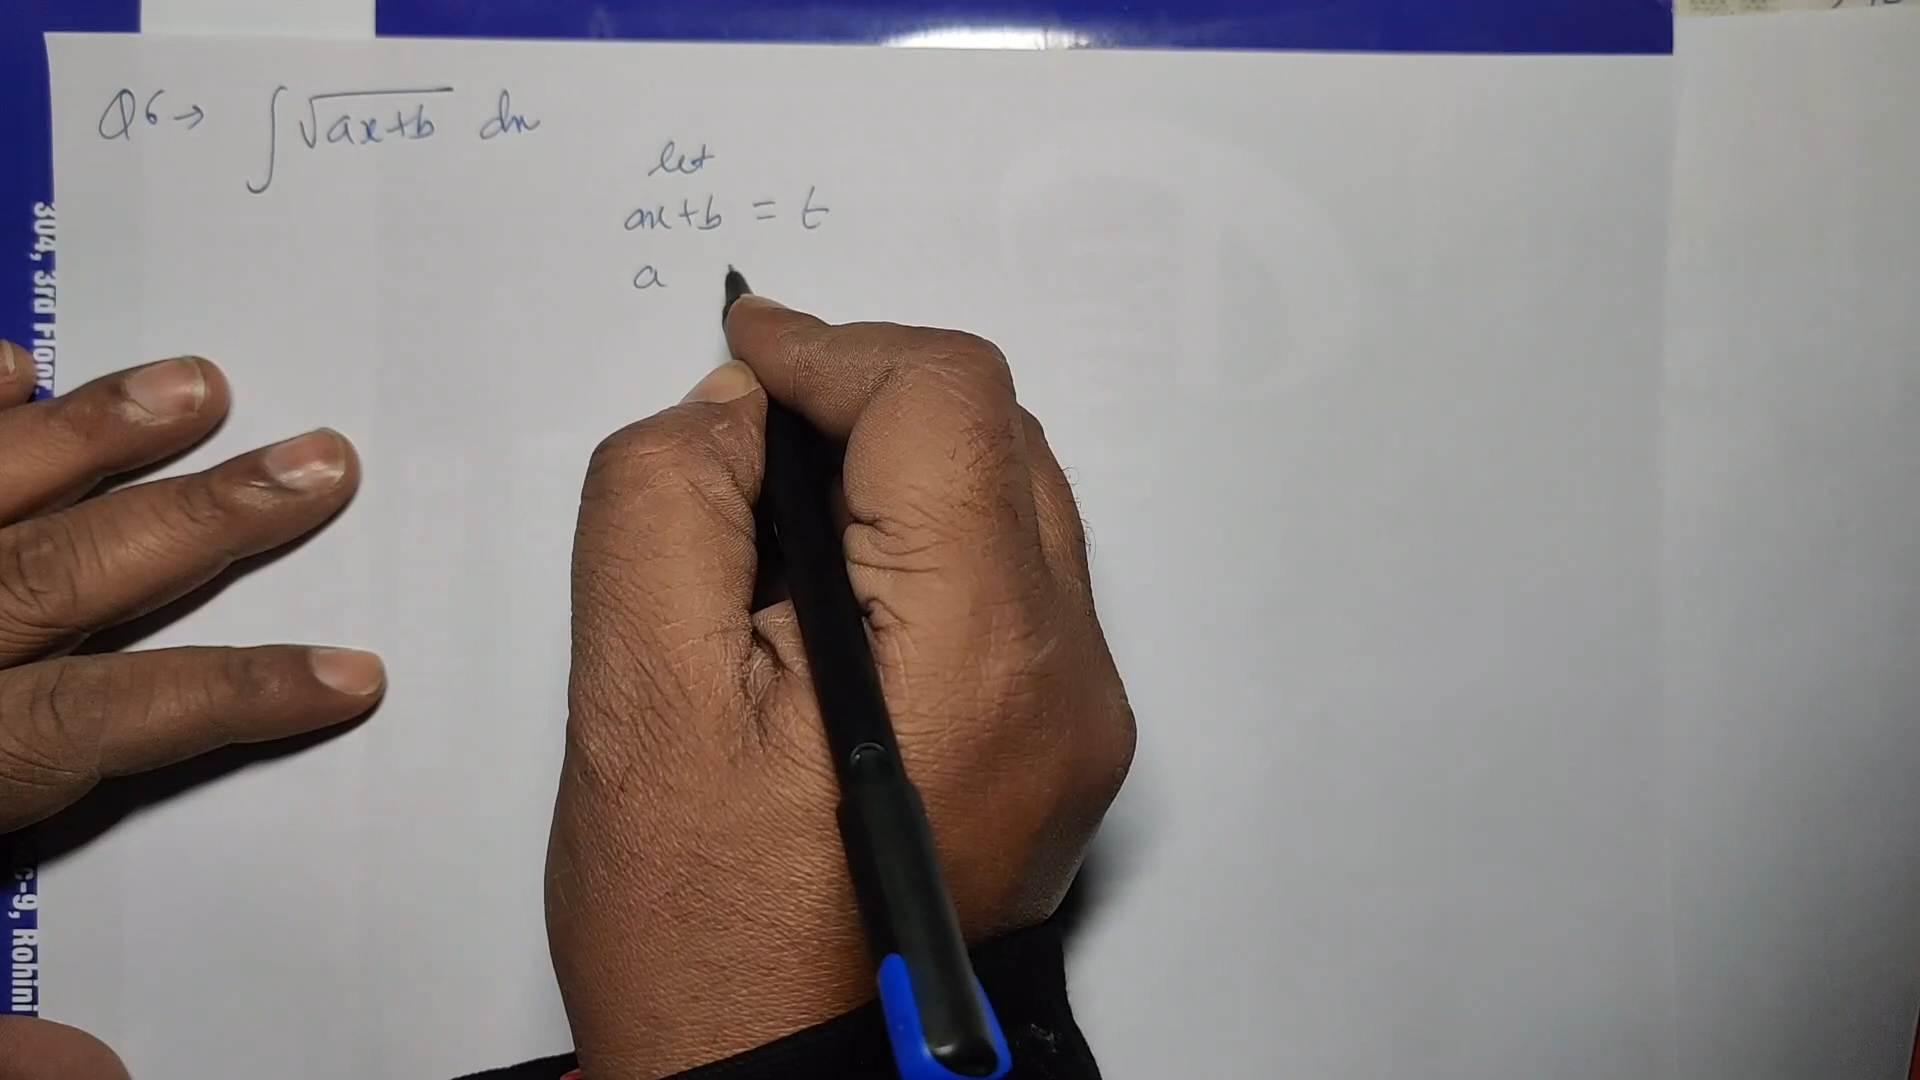 Q6→ ∫√ax+b dx
let
ax+b = t
a
304, 3rd Floor,
c-9, Rohini